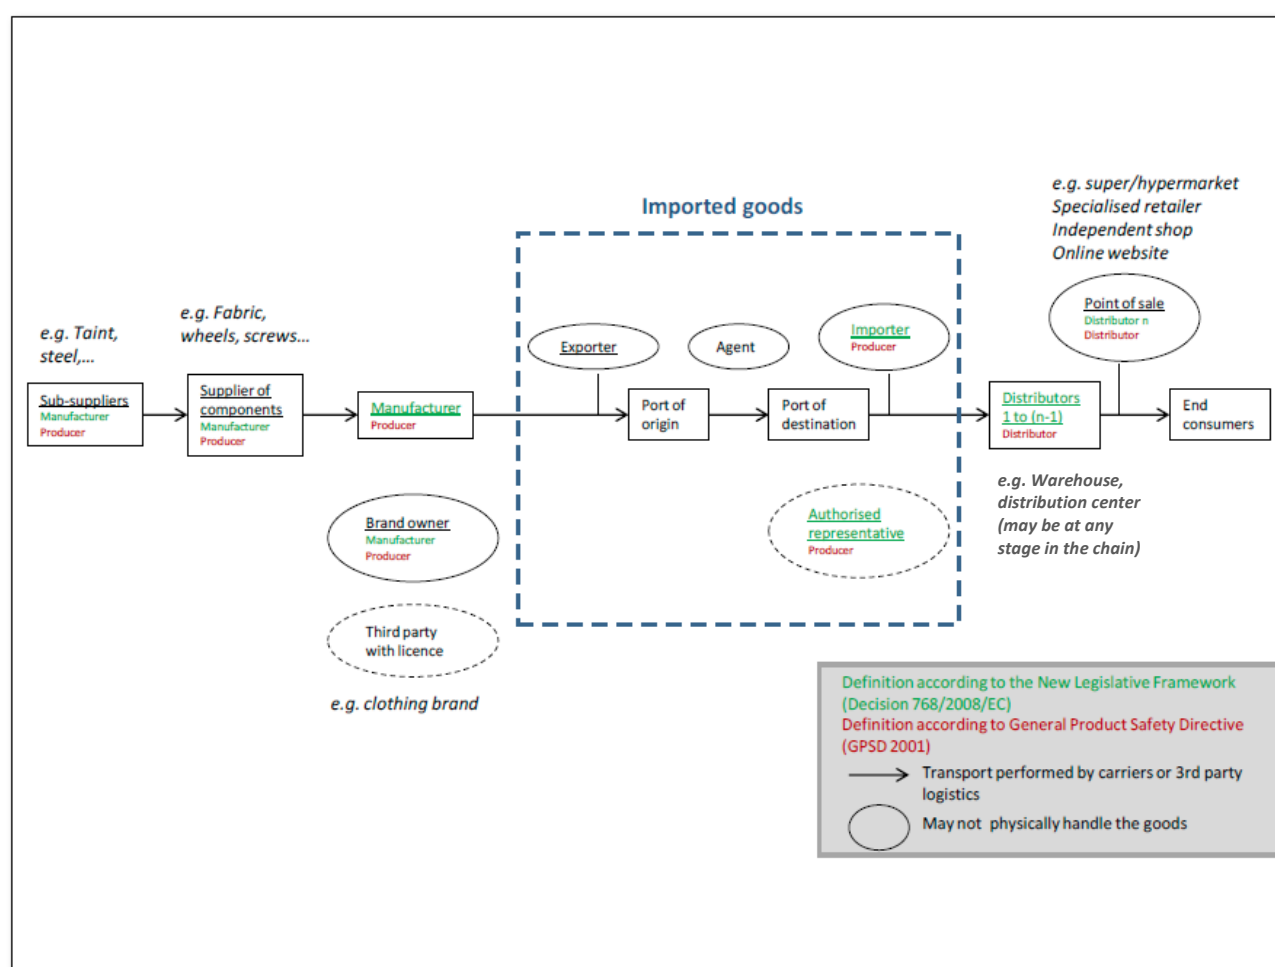 e.g. super/hypermarket
Specialised retailer
Independent shop
Online website
Imported goods
e.g. Taint,
steel,...
e.g. Fabric,
wheels, screws...
Exporter
Agent
Importer
Producer
Point of sale
Distributor n
Distributor
Sub-suppliers
Manufacturer
Producer
Supplier of
components
Manufacturer
Producer
Manufacturer
Producer
Port of
origin
Port of
destination
Distributors
1 to (n-1)
Distributor
End
consumers
Brand owner
Manufacturer
Producer
Authorised
representative
Producer
e.g. Warehouse,
distribution center
(may be at any
stage in the chain)
Third party
with licence
e.g. clothing brand
Definition according to the New Legislative Framework
(Decision 768/2008/EC)
Definition according to General Product Safety Directive
(GPSD 2001)
Transport performed by carriers or 3rd party
logistics
May not physically handle the goods